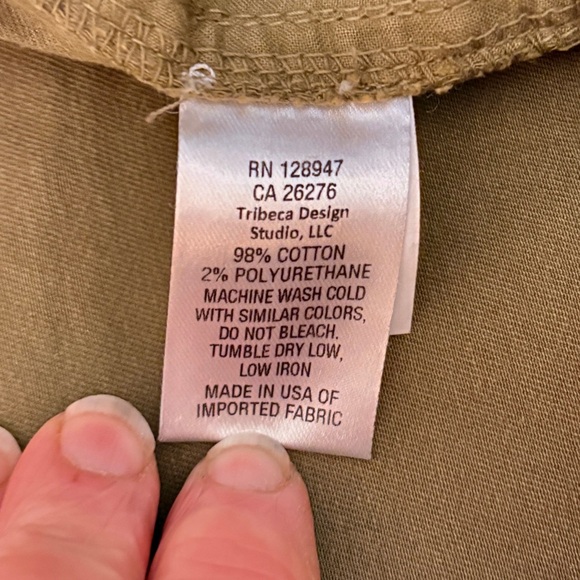 RN 128947
CA 26276
Tribeca Design
Studio, LLC
98% COTTON
2% POLYURETHANE
MACHINE WASH COLD
WITH SIMILAR COLORS,
DO NOT BLEACH,
TUMBLE DRY LOW,
LOW IRON
MADE IN USA OF
IMPORTED FABRIC